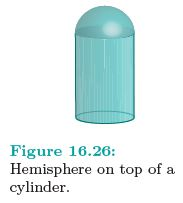 Figure 16.26:
Hemisphere on top of a
cylinder.